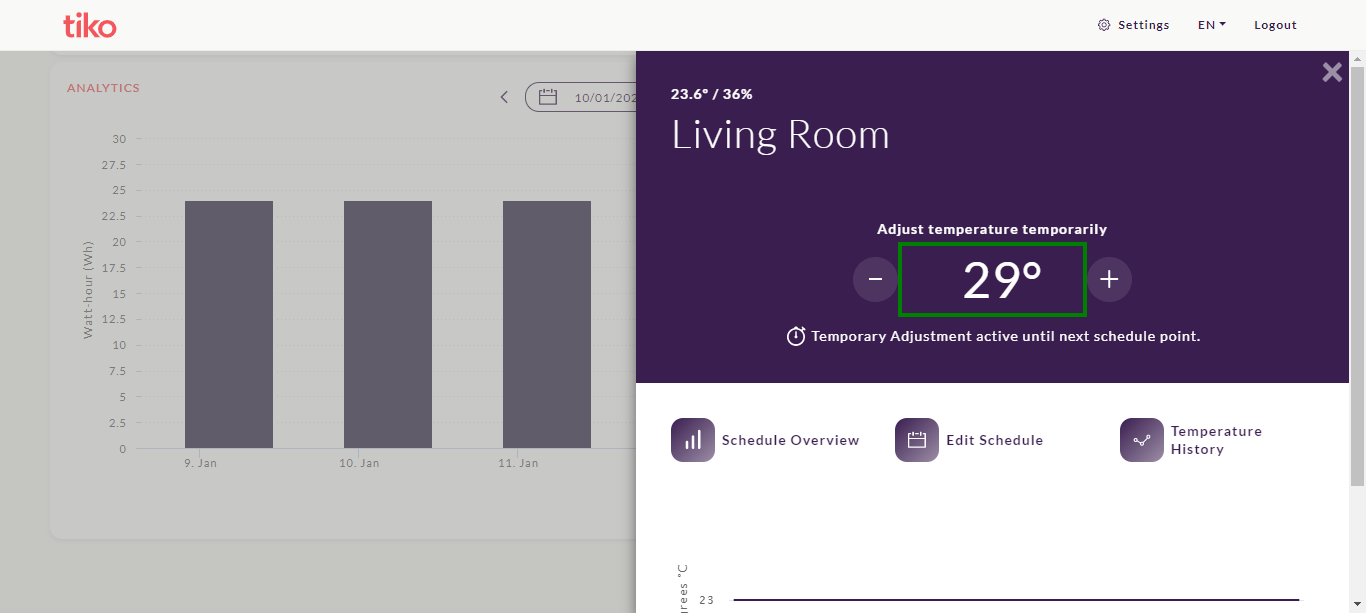 tiko
Settings
EN
Logout
ANALYTICS
10/01/202
30
27.5
25
22.5
20
17.5
15
12.5
10
7.5
5
2.5
0
Watt-hour (Wh)
9. Jan
10. Jan
11. Jan
23.6° / 36%
Living Room
Adjust temperature temporarily
− 29° +
Temporary Adjustment active until next schedule point.
Schedule Overview
Edit Schedule
Temperature
History
°C
23